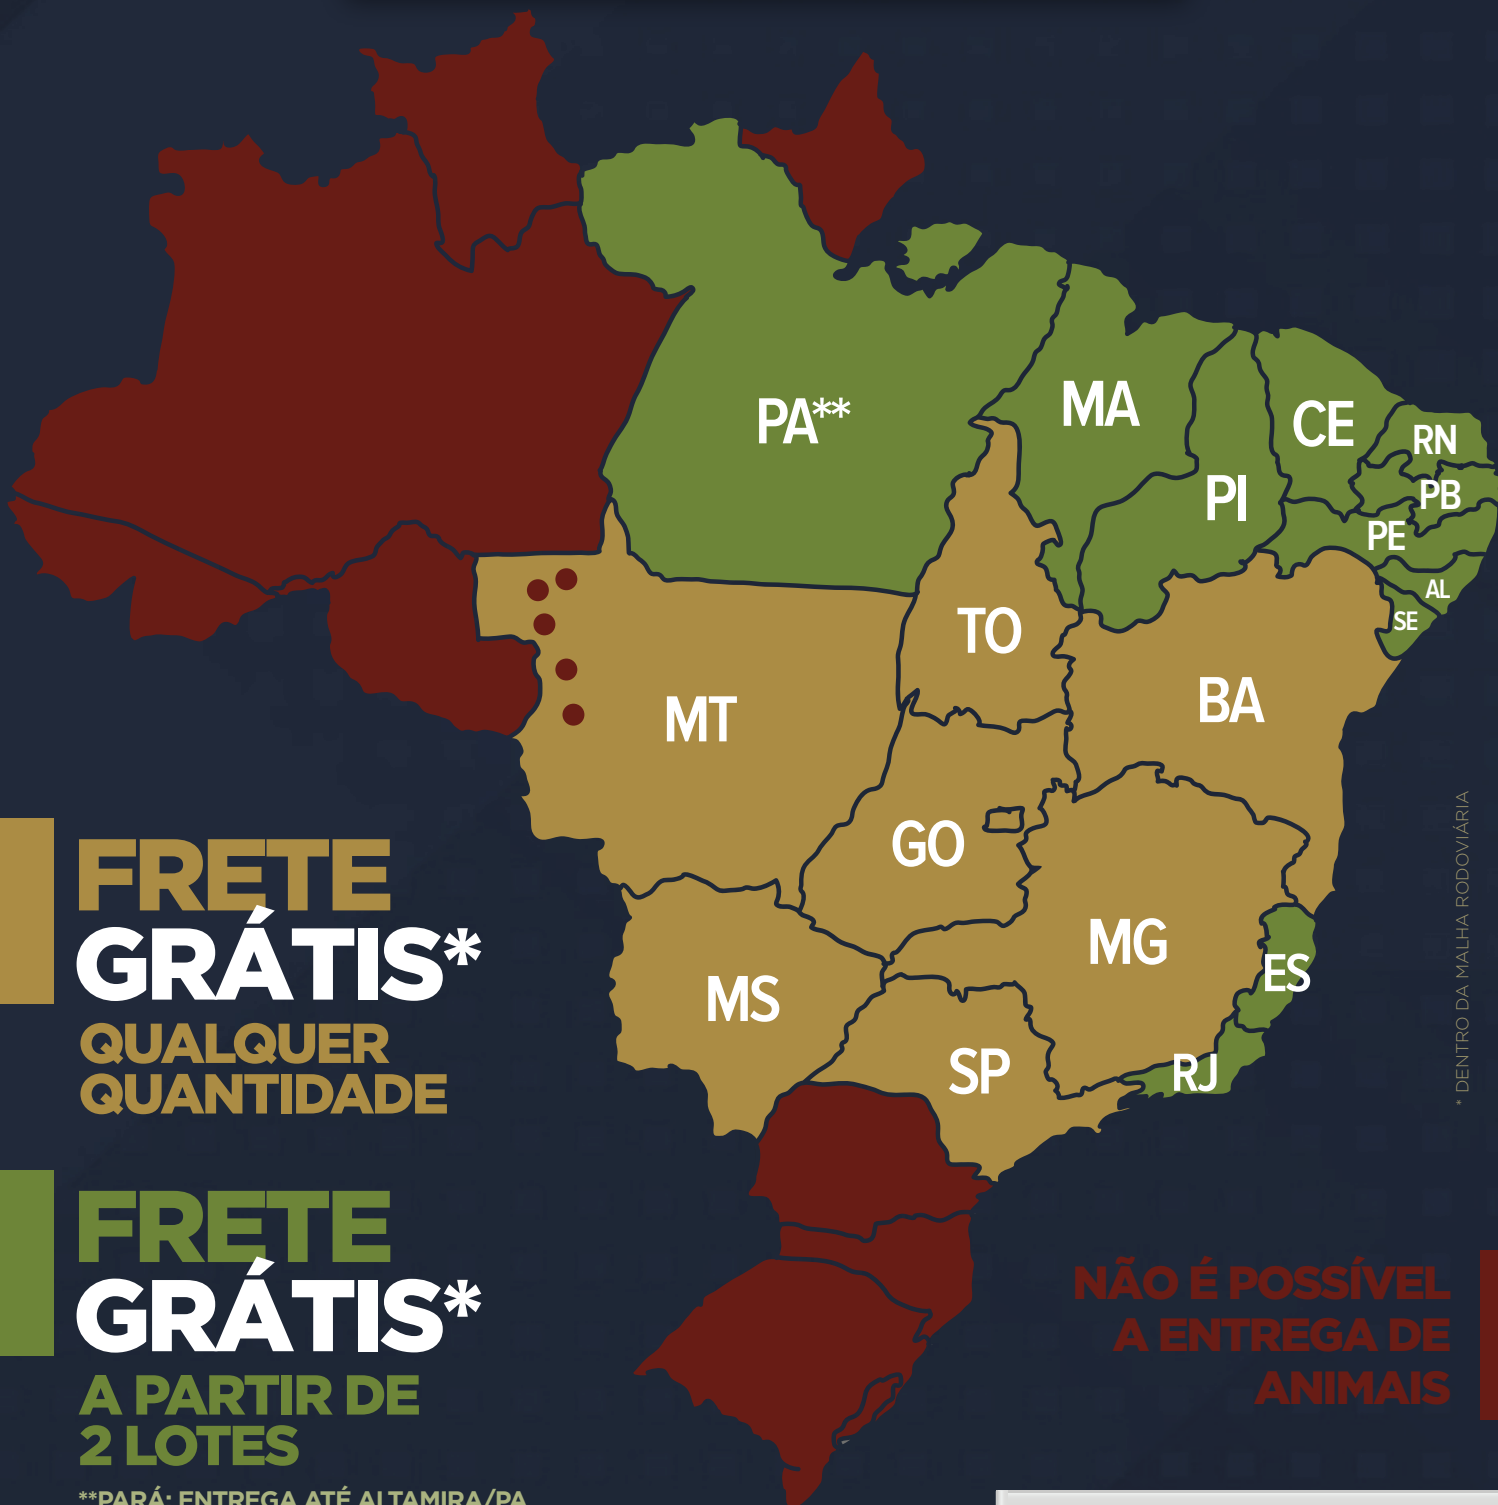 PA**
MA
CE
RN
PB
PI
PE
AL
SE
TO
BA
MT
GO
MG
ES
MS
SP
RJ
FRETE
GRÁTIS*
QUALQUER
QUANTIDADE
FRETE
GRÁTIS*
A PARTIR DE
2 LOTES
**PARÁ: ENTREGA ATÉ ALTAMIRA/PA
NÃO É POSSÍVEL
A ENTREGA DE
ANIMAIS
* DENTRO DA MALHA RODOVIÁRIA